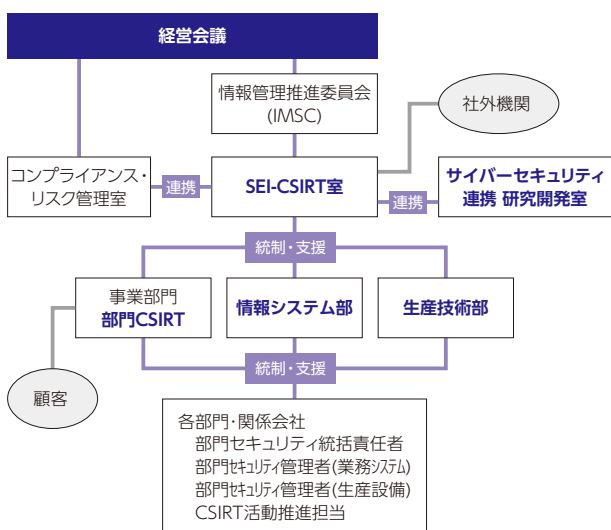 経営会議
情報管理推進委員会
(IMSC)
社外機関
コンプライアンス・
リスク管理室
連携
SEI-CSIRT室
連携
サイバーセキュリティ
連携 研究開発室
統制・支援
事業部門
部門CSIRT
情報システム部
生産技術部
統制・支援
顧客
各部門・関係会社
部門セキュリティ統括責任者
部門セキュリティ管理者(業務システム)
部門セキュリティ管理者(生産設備)
CSIRT活動推進担当